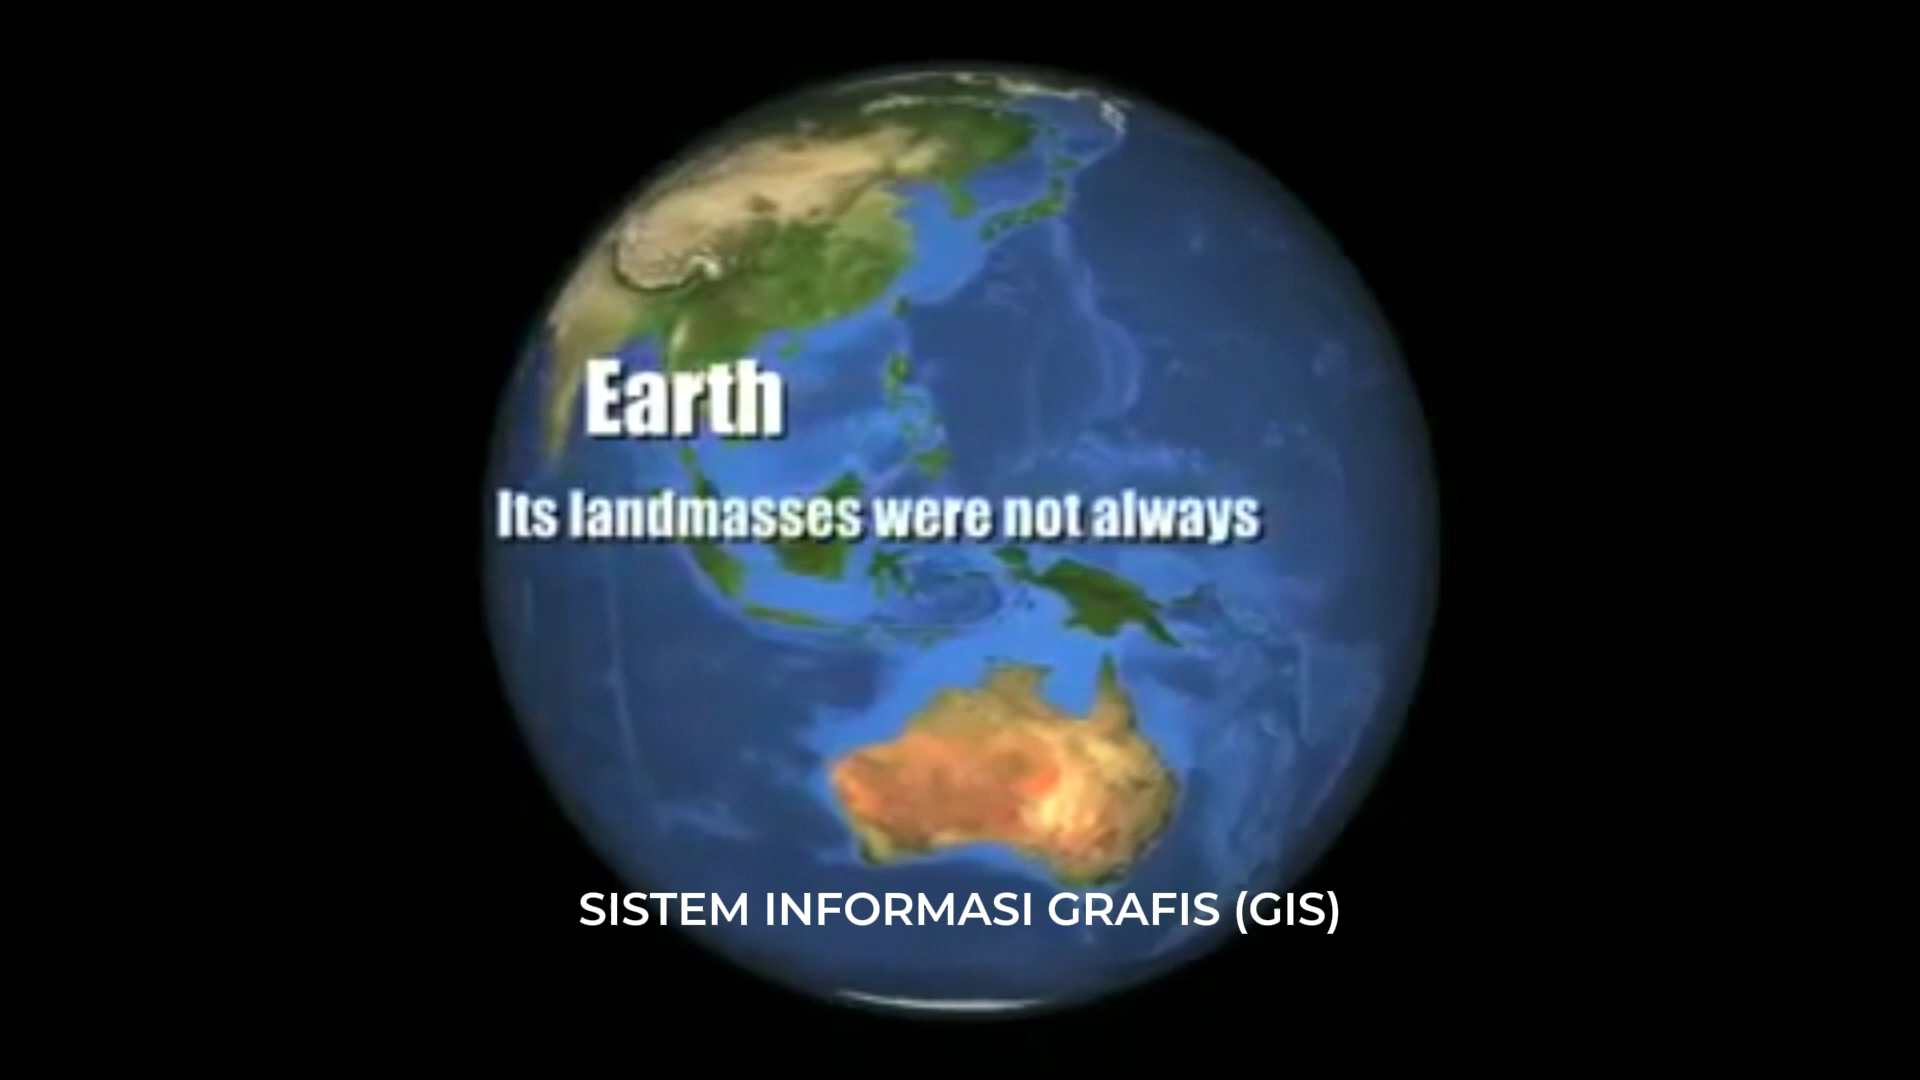 Earth
Its landmasses were not always
SISTEM INFORMASI GRAFIS (GIS)